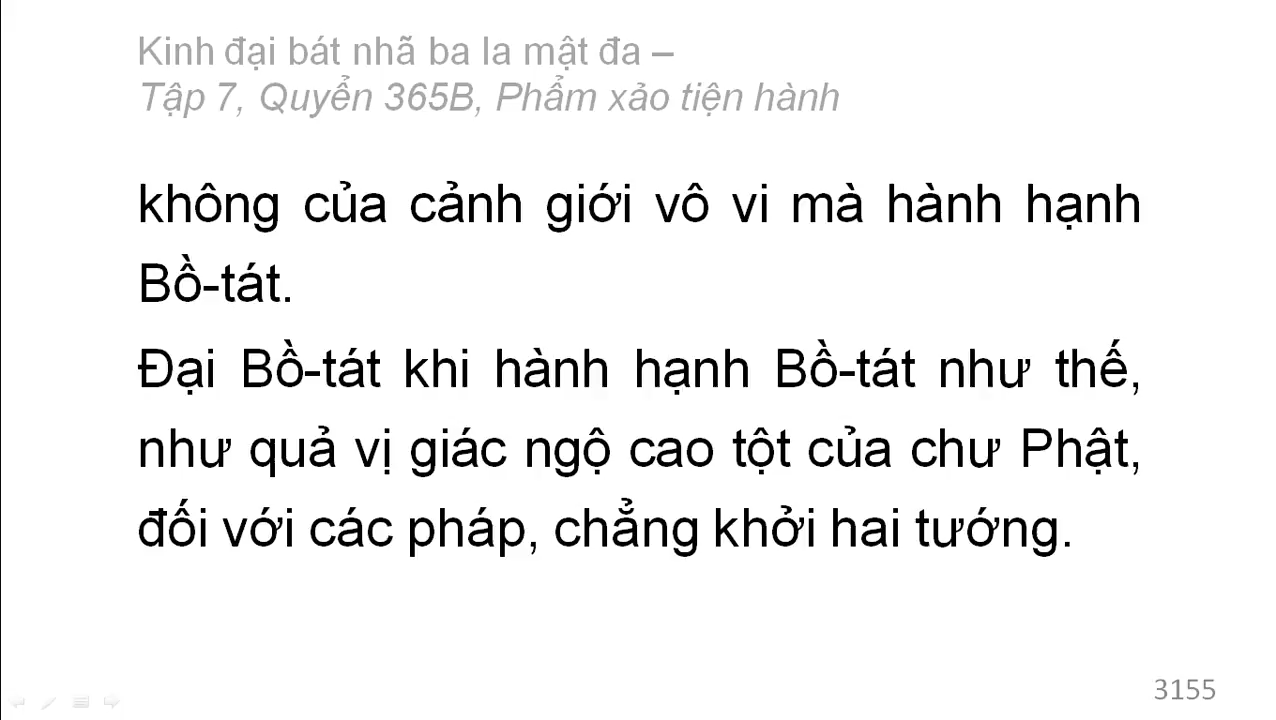 Kinh đại bát nhã ba la mật đa –
Tập 7, Quyển 365B, Phẩm xảo tiện hành
không của cảnh giới vô vi mà hành hạnh
Bồ-tát.
Đại Bồ-tát khi hành hạnh Bồ-tát như thế,
như quả vị giác ngộ cao tột của chư Phật,
đối với các pháp, chẳng khởi hai tướng.
3155